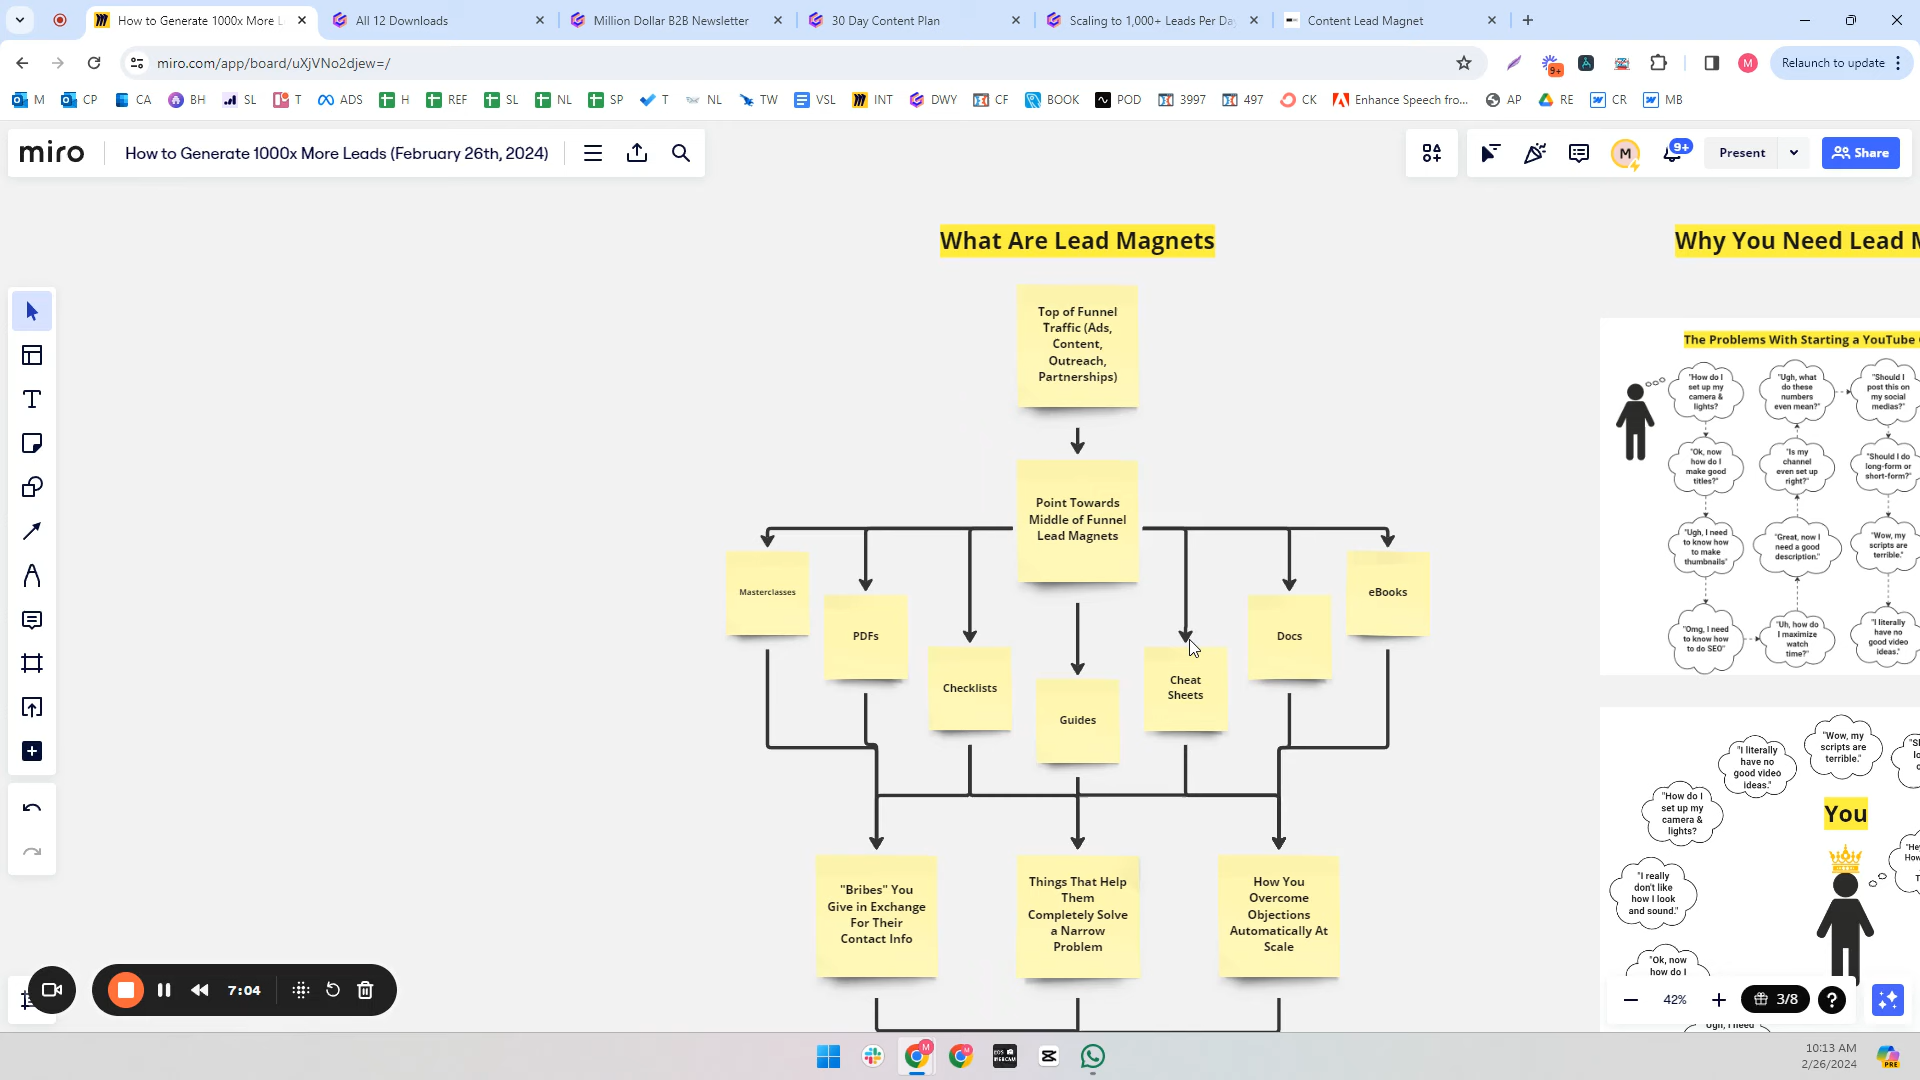 How to Generate 1000x More L
All 12 Downloads
Million Dollar B2B Newsletter
30 Day Content Plan
Scaling to 1,000+ Leads Per Da
Content Lead Magnet
miro.com/app/board/uXjVNo2djew=/
9+
M
Relaunch to update
M
CP
CA
BH
SL
T
ADS
H
REF
SL
NL
SP
T
NL
TW
VSL
INT
DWY
CF
BOOK
POD
3997
497
CK
Enhance Speech fro...
AP
RE
CR
MB
miro
How to Generate 1000x More Leads (February 26th, 2024)
M
9+
Present
Share
What Are Lead Magnets
Top of Funnel
Traffic (Ads,
Content,
Outreach,
Partnerships)
Point Towards
Middle of Funnel
Lead Magnets
Masterclasses
PDFs
Checklists
Guides
Cheat
Sheets
Docs
eBooks
"Bribes" You
Give in Exchange
For Their
Contact Info
Things That Help
Them
Completely Solve
a Narrow
Problem
How You
Overcome
Objections
Automatically At
Scale
Why You Need Lead M
The Problems With Starting a YouTube
"How do I
set up my
camera &
lights?
"Ugh, what
do these
numbers
even mean?"
"Should I
post this on
my social
medias?"
"Ok, now
how do I
make good
titles?"
"Is my
channel
even set up
right?"
"Should I do
long-form or
short-form?"
"Ugh, I need
to know how
to make
thumbnails"
"Great, now I
need a good
description."
"Wow, my
scripts are
terrible."
"Omg, I need
to know how
to do SEO"
"Uh, how do
I maximize
watch
time?"
"I literally
have no
good video
ideas."
"Wow, my
scripts are
terrible."
"I literally
have no
good video
ideas."
"How do I
set up my
camera &
lights?
You
"I really
don't like
how I look
and sound."
"Ok, now
how do I
7:04
42%
3/8
10:13 AM
2/26/2024